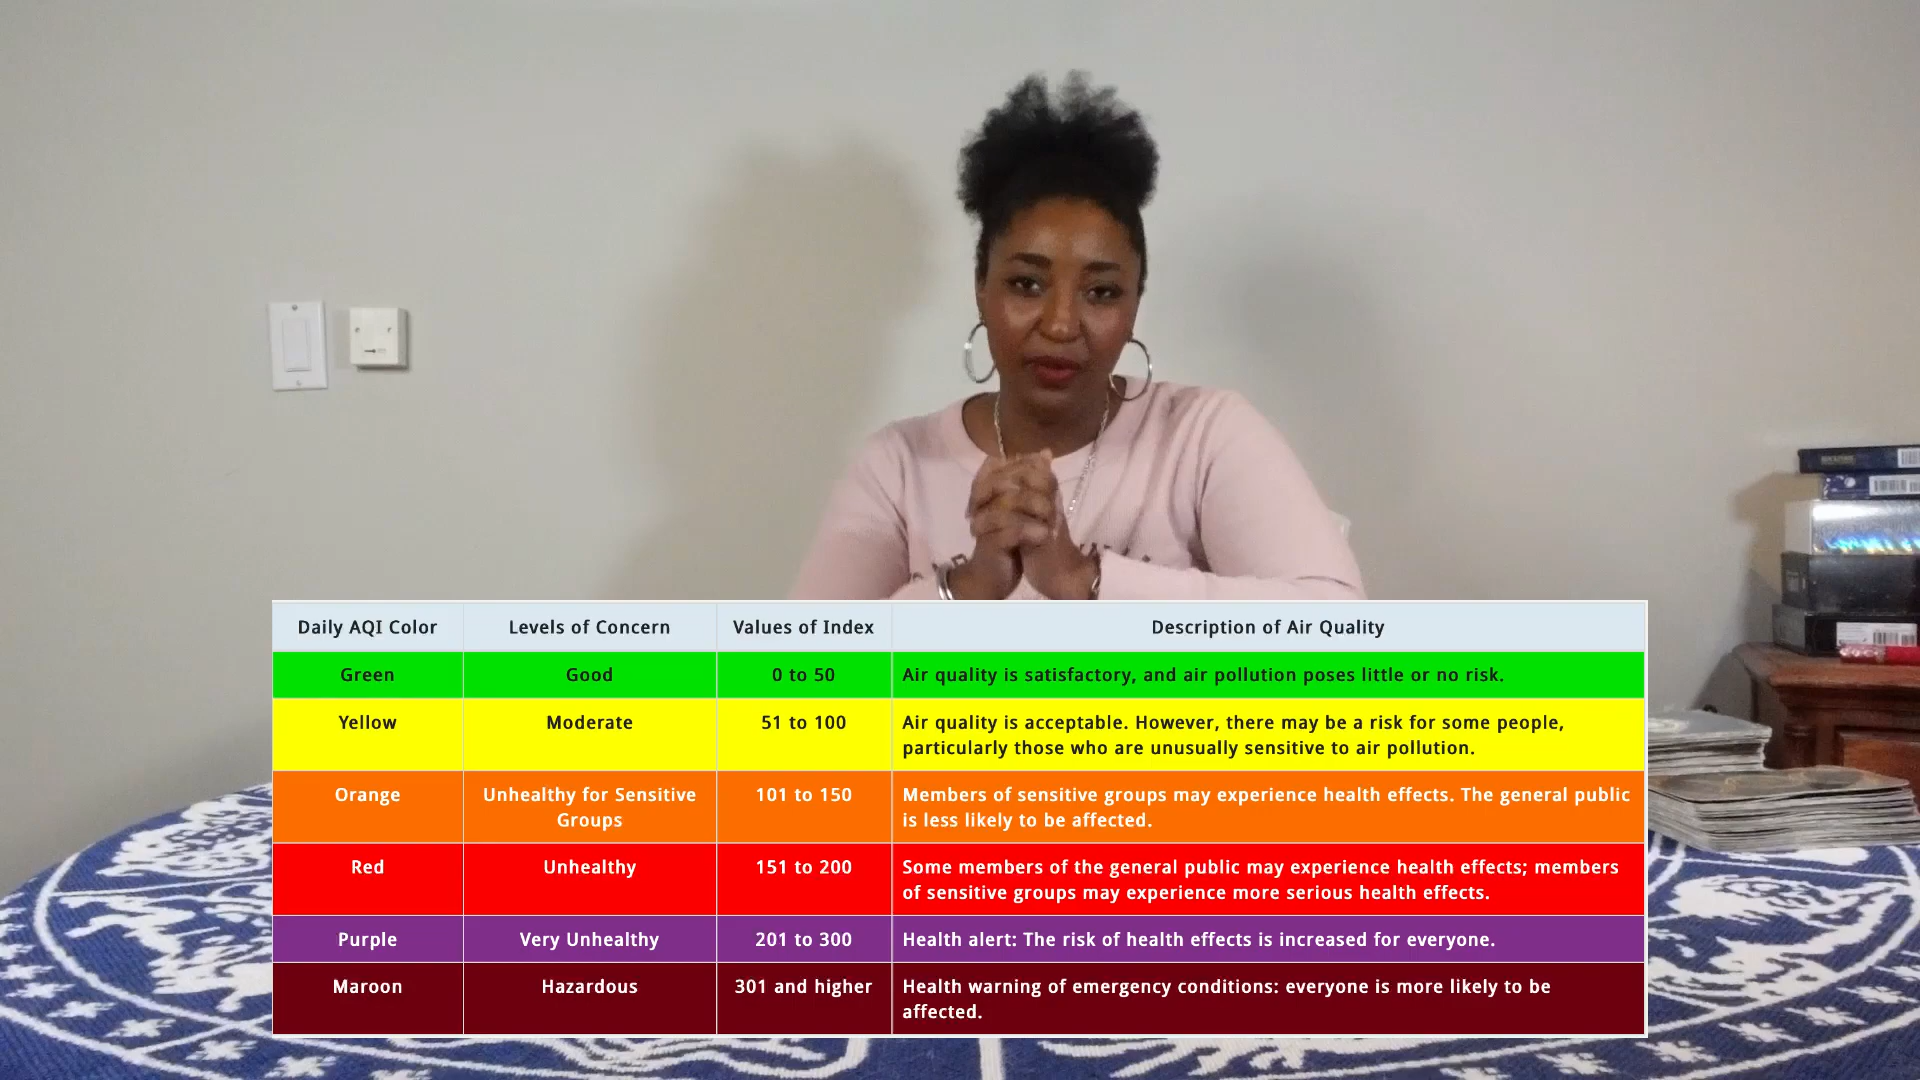 Daily AQI Color Levels of Concern Values of Index Description of Air Quality
Green Good 0 to 50 Air quality is satisfactory, and air pollution poses little or no risk.
Yellow Moderate 51 to 100 Air quality is acceptable. However, there may be a risk for some people,
particularly those who are unusually sensitive to air pollution.
Orange Unhealthy for Sensitive 101 to 150 Members of sensitive groups may experience health effects. The general public
Groups is less likely to be affected.
Red Unhealthy 151 to 200 Some members of the general public may experience health effects; members
of sensitive groups may experience more serious health effects.
Purple Very Unhealthy 201 to 300 Health alert: The risk of health effects is increased for everyone.
Maroon Hazardous 301 and higher Health warning of emergency conditions: everyone is more likely to be
affected.